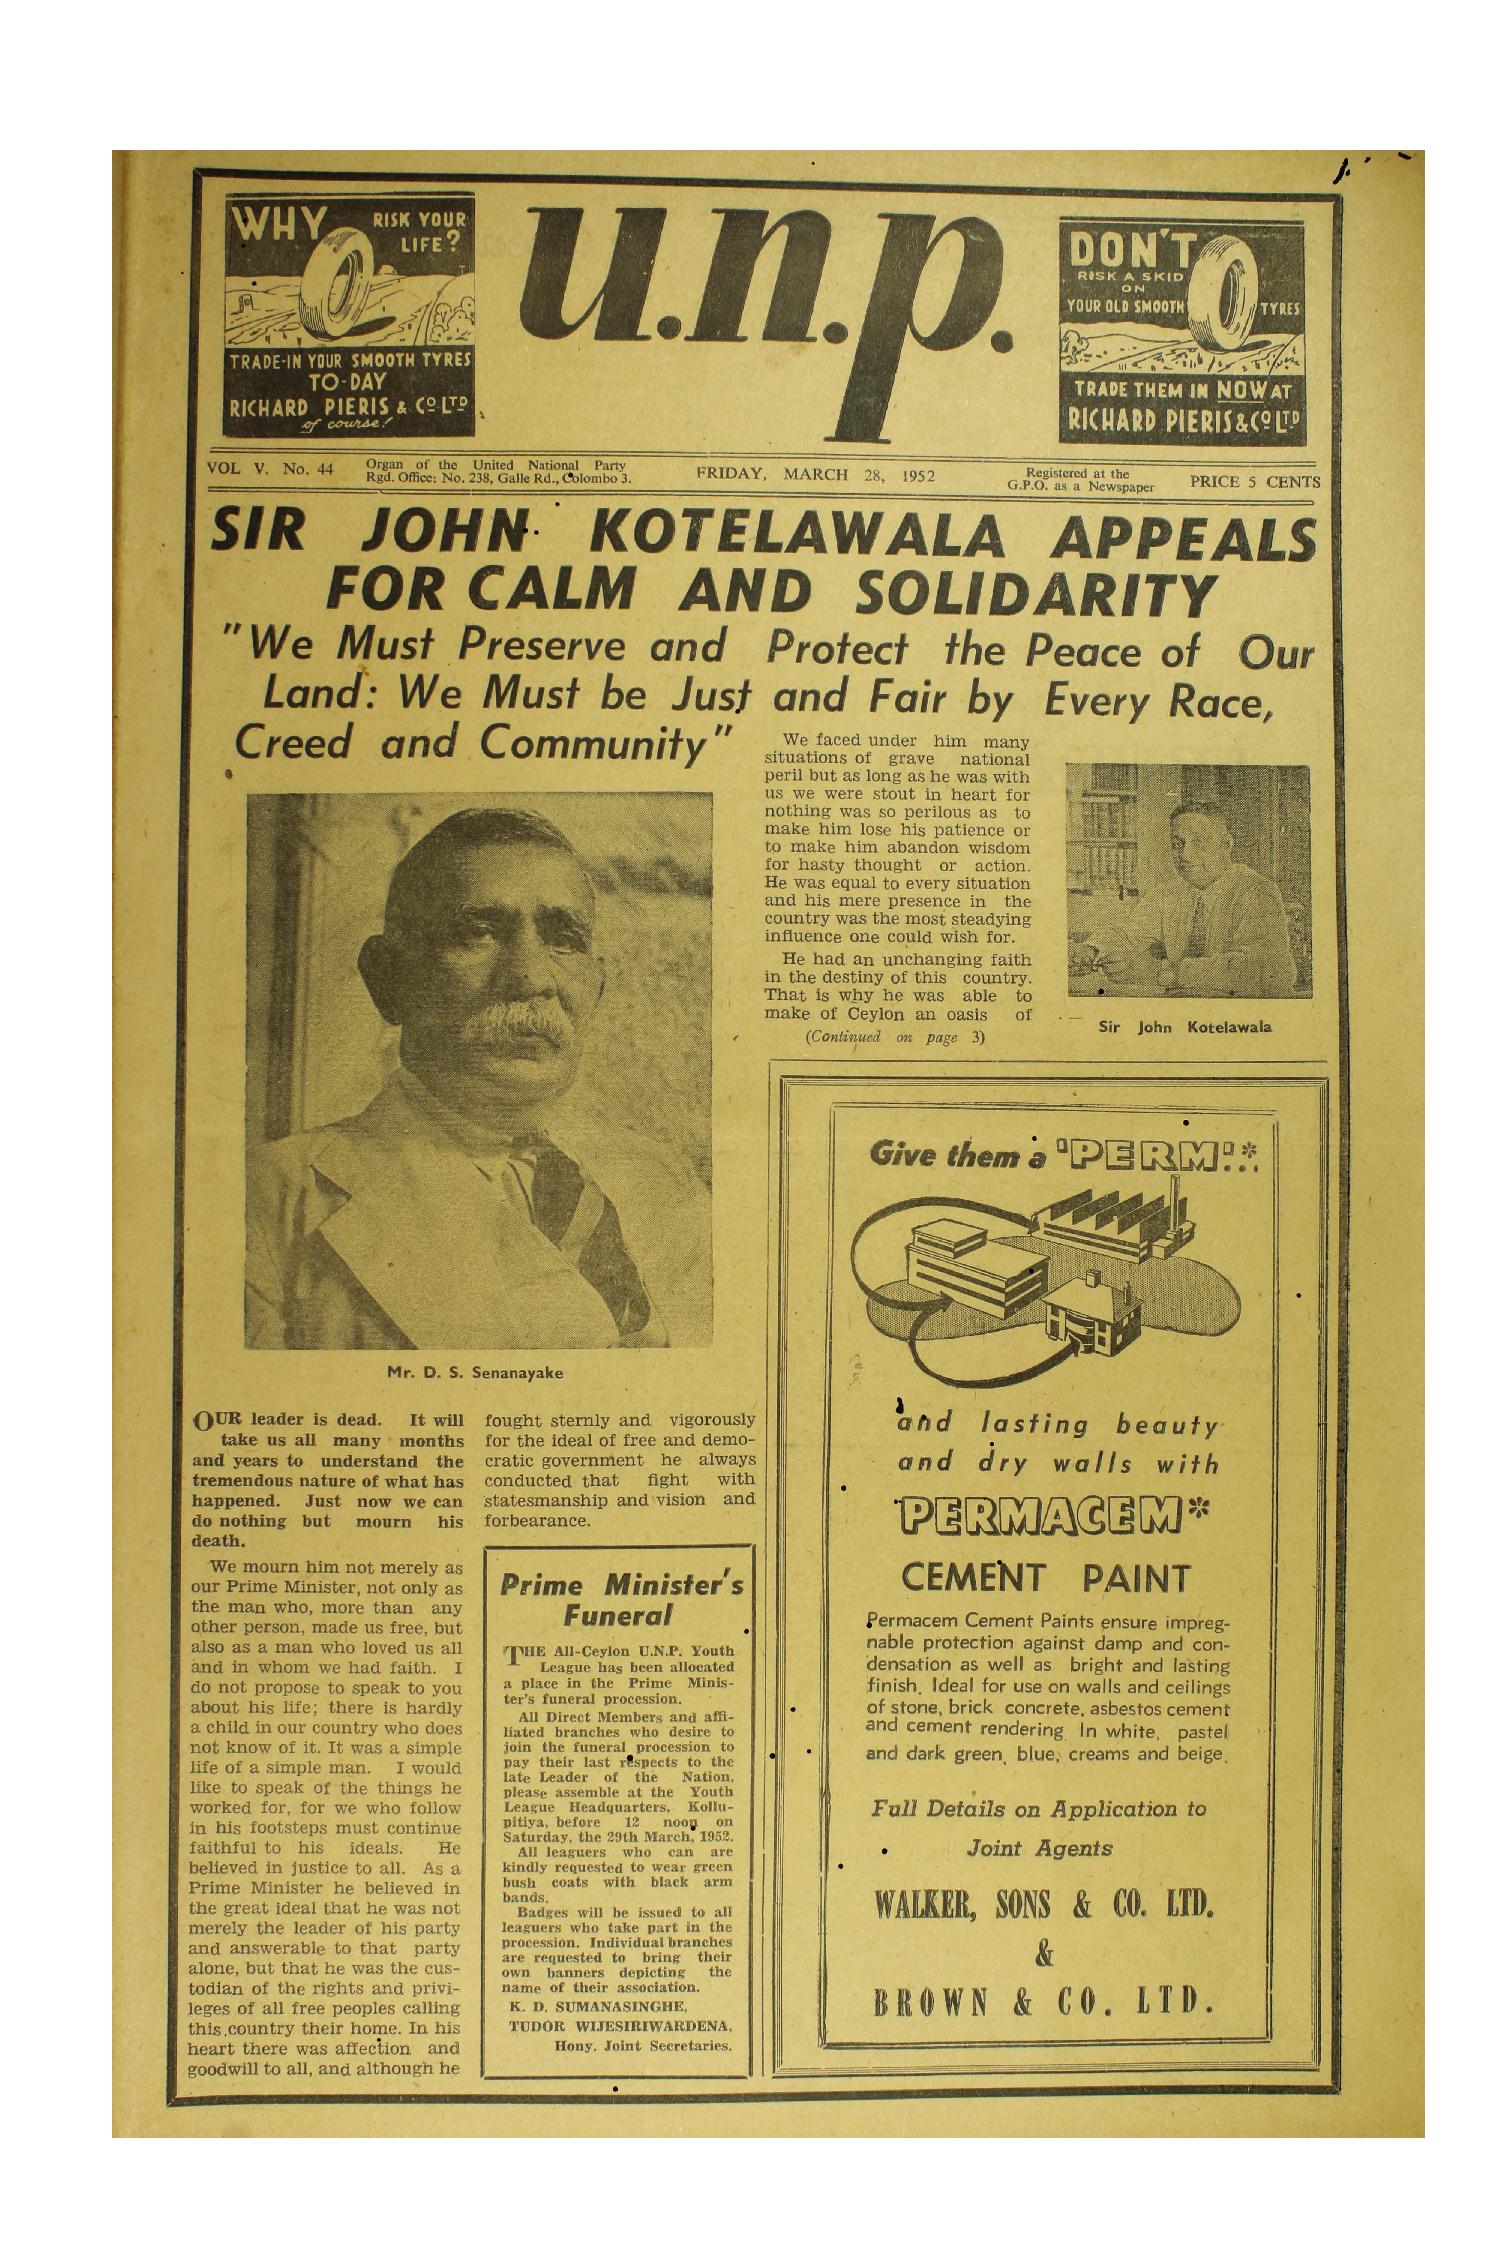 WHY RISK YOUR
LIFE?
TRADE-IN YOUR SMOOTH TYRES
TO-DAY
RICHARD PIERIS & CO LTD
of course!
u.n.p.
DON'T
RISK A SKID
ON
YOUR OLD SMOOTH TYRES
TRADE THEM IN NOW AT
RICHARD PIERIS & CO LTD
VOL V. No. 44
Organ of the United National Party
Rgd. Office: No. 238, Galle Rd., Colombo 3.
FRIDAY, MARCH 28, 1952
Registered at the
G.P.O. as a Newspaper
PRICE 5 CENTS
SIR JOHN KOTELAWALA APPEALS
FOR CALM AND SOLIDARITY
"We Must Preserve and Protect the Peace of Our
Land: We Must be Just and Fair by Every Race,
Creed and Community"
Mr. D. S. Senanayake
OUR leader is dead. It will
take us all many months
and years to understand the
tremendous nature of what has
happened. Just now we can
do nothing but mourn his
death.
We mourn him not merely as
our Prime Minister, not only as
the man who, more than any
other person, made us free, but
also as a man who loved us all
and in whom we had faith. I
do not propose to speak to you
about his life; there is hardly
a child in our country who does
not know of it. It was a simple
life of a simple man. I would
like to speak of the things he
worked for, for we who follow
in his footsteps must continue
faithful to his ideals. He
believed in justice to all. As a
Prime Minister he believed in
the great ideal that he was not
merely the leader of his party
and answerable to that party
alone, but that he was the cus-
todian of the rights and privi-
leges of all free peoples calling
this country their home. In his
heart there was affection and
goodwill to all, and although he
fought sternly and vigorously
for the ideal of free and demo-
cratic government he always
conducted that fight with
statesmanship and vision and
forbearance.
We faced under him many
situations of grave national
peril but as long as he was with
us we were stout in heart for
nothing was so perilous as to
make him lose his patience or
to make him abandon wisdom
for hasty thought or action.
He was equal to every situation
and his mere presence in the
country was the most steadying
influence one could wish for.
He had an unchanging faith
in the destiny of this country.
That is why he was able to
make of Ceylon an oasis of
(Continued on page 3)
Sir John Kotelawala
Prime Minister's
Funeral
THE All-Ceylon U.N.P. Youth
League has been allocated
a place in the Prime Minis-
ter's funeral procession.
All Direct Members and affi-
liated branches who desire to
join the funeral procession to
pay their last respects to the
late Leader of the Nation,
please assemble at the Youth
League Headquarters, Kollu-
pitiya, before 12 noon on
Saturday, the 29th March, 1952.
All leaguers who can are
kindly requested to wear green
bush coats with black arm
bands.
Badges will be issued to all
leaguers who take part in the
procession. Individual branches
are requested to bring their
own banners depicting the
name of their association.
K. D. SUMANASINGHE,
TUDOR WIJESIRIWARDENA,
Hony. Joint Secretaries.
Give them a 'PERM'...*
and lasting beauty
and dry walls with
PERMACEM*
CEMENT PAINT
Permacem Cement Paints ensure impreg-
nable protection against damp and con-
densation as well as bright and lasting
finish. Ideal for use on walls and ceilings
of stone, brick concrete, asbestos cement
and cement rendering. In white, pastel
and dark green, blue, creams and beige.
Full Details on Application to
Joint Agents
WALKER, SONS & CO. LTD.
&
BROWN & CO. LTD.